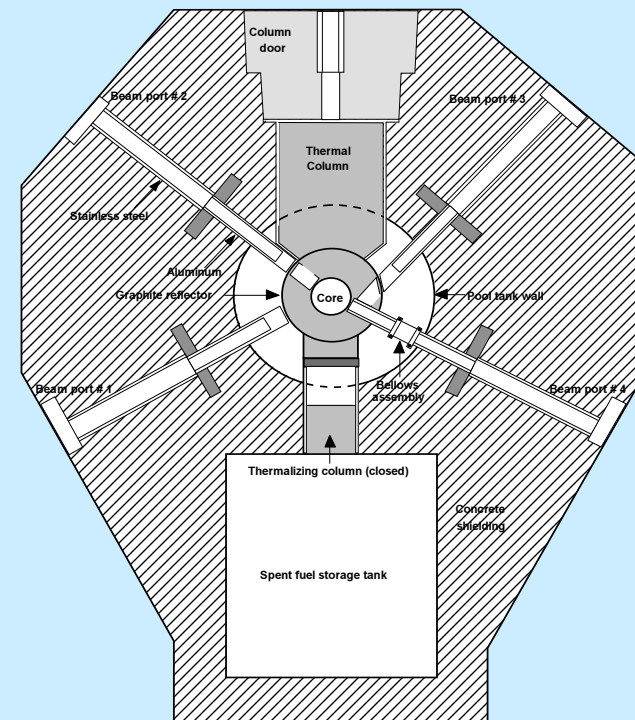 Column
door
Beam port # 2
Beam port # 3
Thermal
Column
Stainless steel
Aluminum
Graphite reflector
Core
Pool tank wall
Beam port # 1
Bellows
assembly
Beam port # 4
Thermalizing column (closed)
Concrete
shielding
Spent fuel storage tank